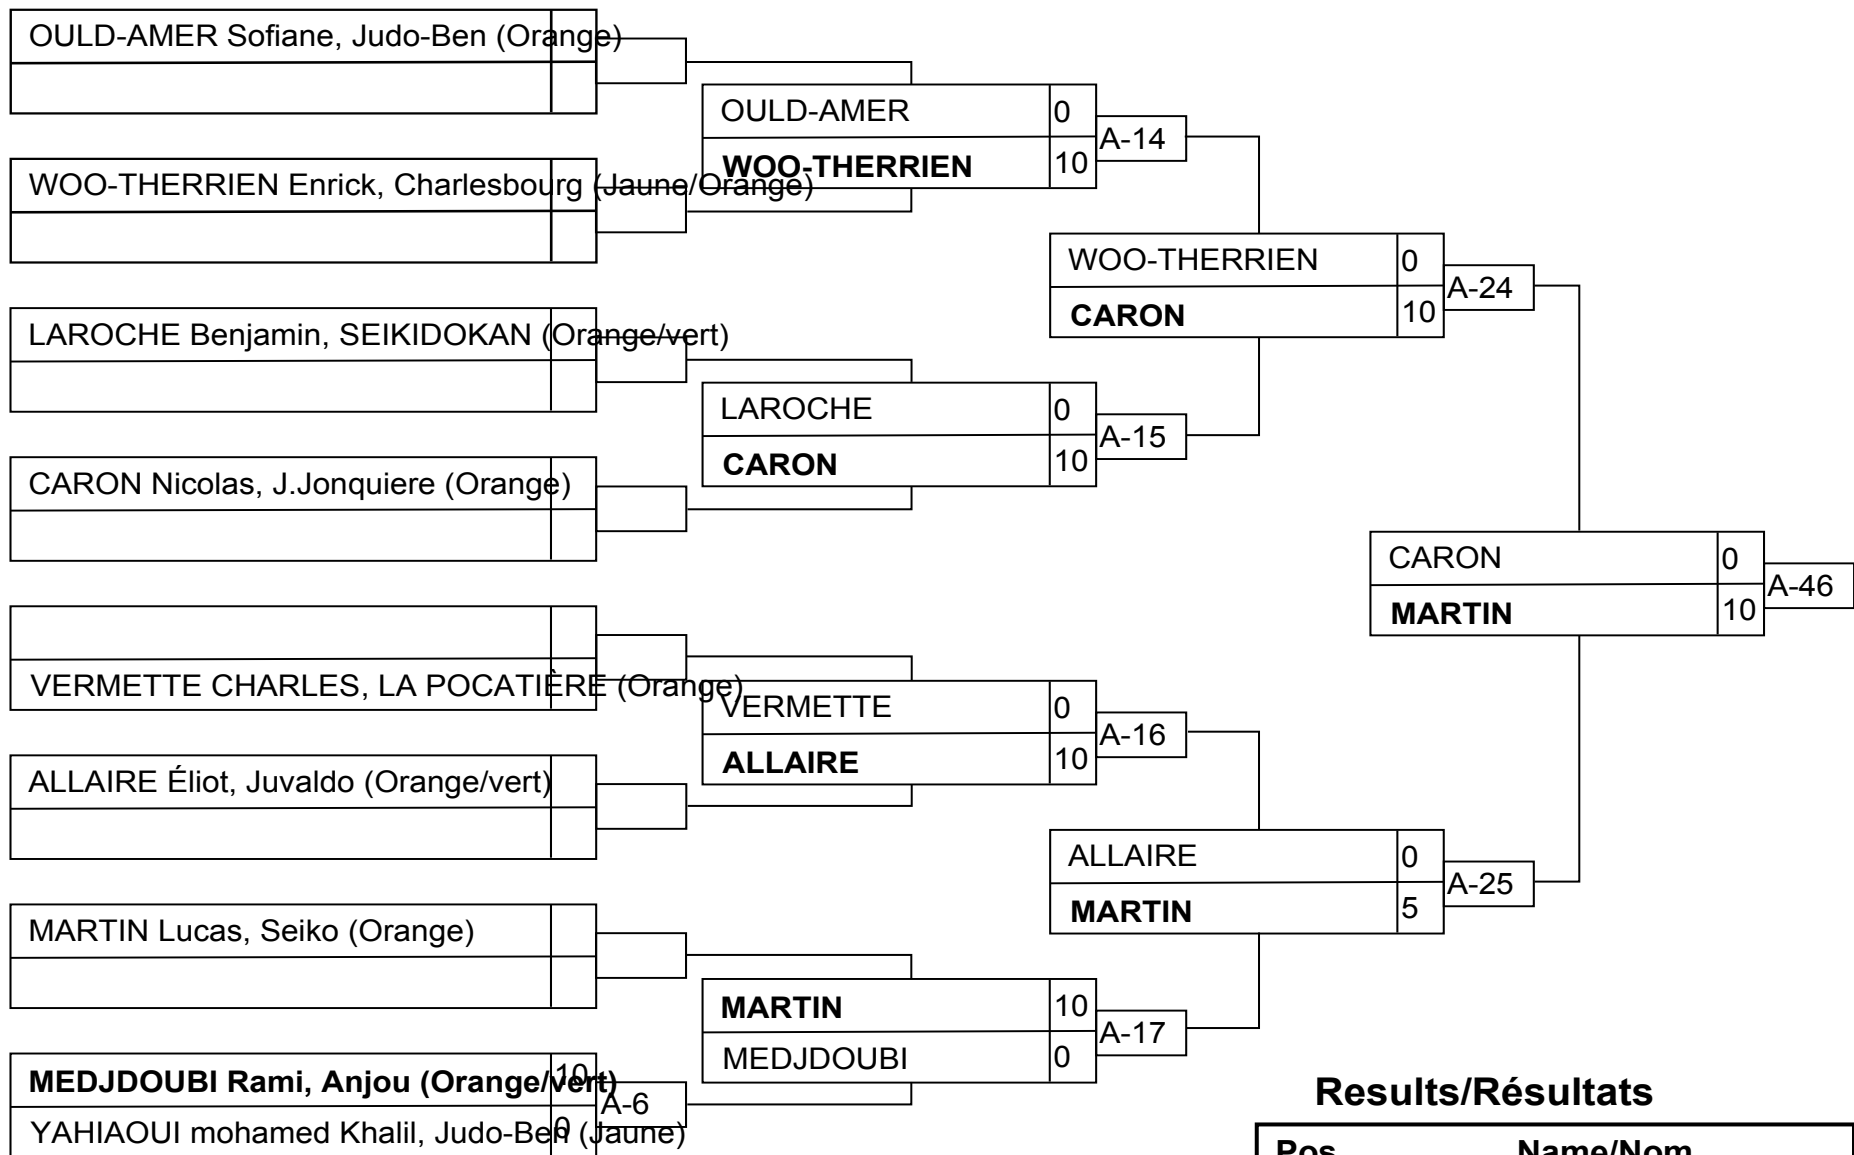 OULD-AMER Sofiane, Judo-Ben (Orange)
WOO-THERRIEN Enrick, Charlesbourg (Jaune/Orange)
LAROCHE Benjamin, SEIKIDOKAN (Orange/vert)
CARON Nicolas, J.Jonquiere (Orange)
VERMETTE CHARLES, LA POCATIÈRE (Orange)
ALLAIRE Éliot, Juvaldo (Orange/vert)
MARTIN Lucas, Seiko (Orange)
MEDJDOUBI Rami, Anjou (Orange/vert) 10
YAHIAOUI mohamed Khalil, Judo-Ben (Jaune) 0
A-6
OULD-AMER 0
WOO-THERRIEN 10
A-14
LAROCHE 0
CARON 10
A-15
VERMETTE 0
ALLAIRE 10
A-16
MARTIN 10
MEDJDOUBI 0
A-17
WOO-THERRIEN 0
CARON 10
A-24
ALLAIRE 0
MARTIN 5
A-25
CARON 0
MARTIN 10
A-46
Results/Résultats
Pos Name/Nom